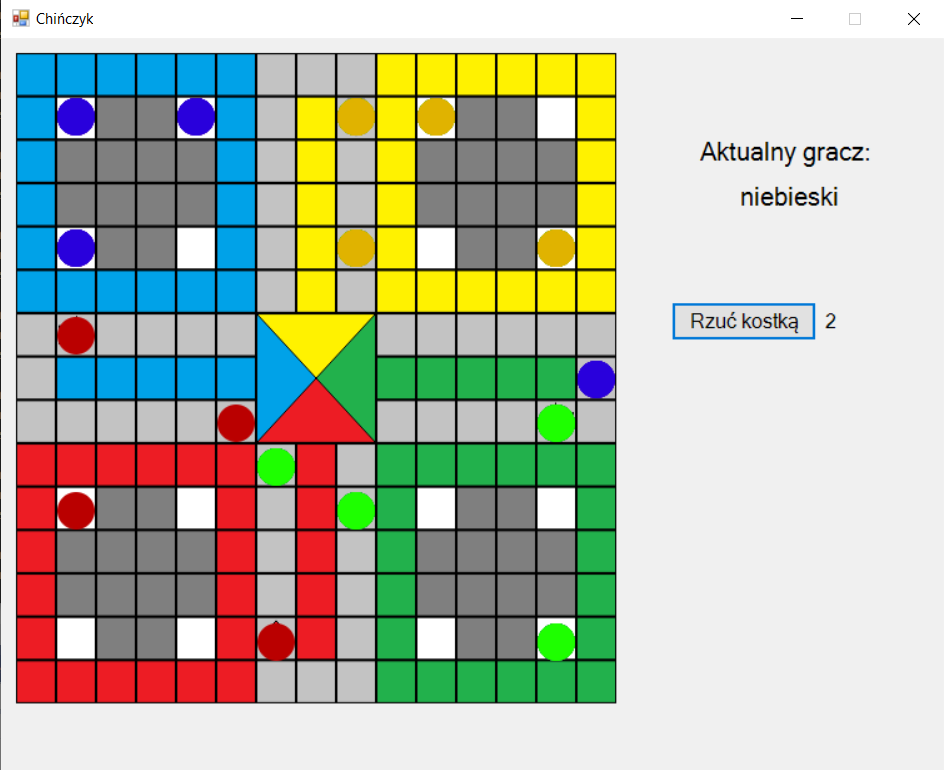 Chińczyk
Aktualny gracz:
niebieski
Rzuć kostką 2